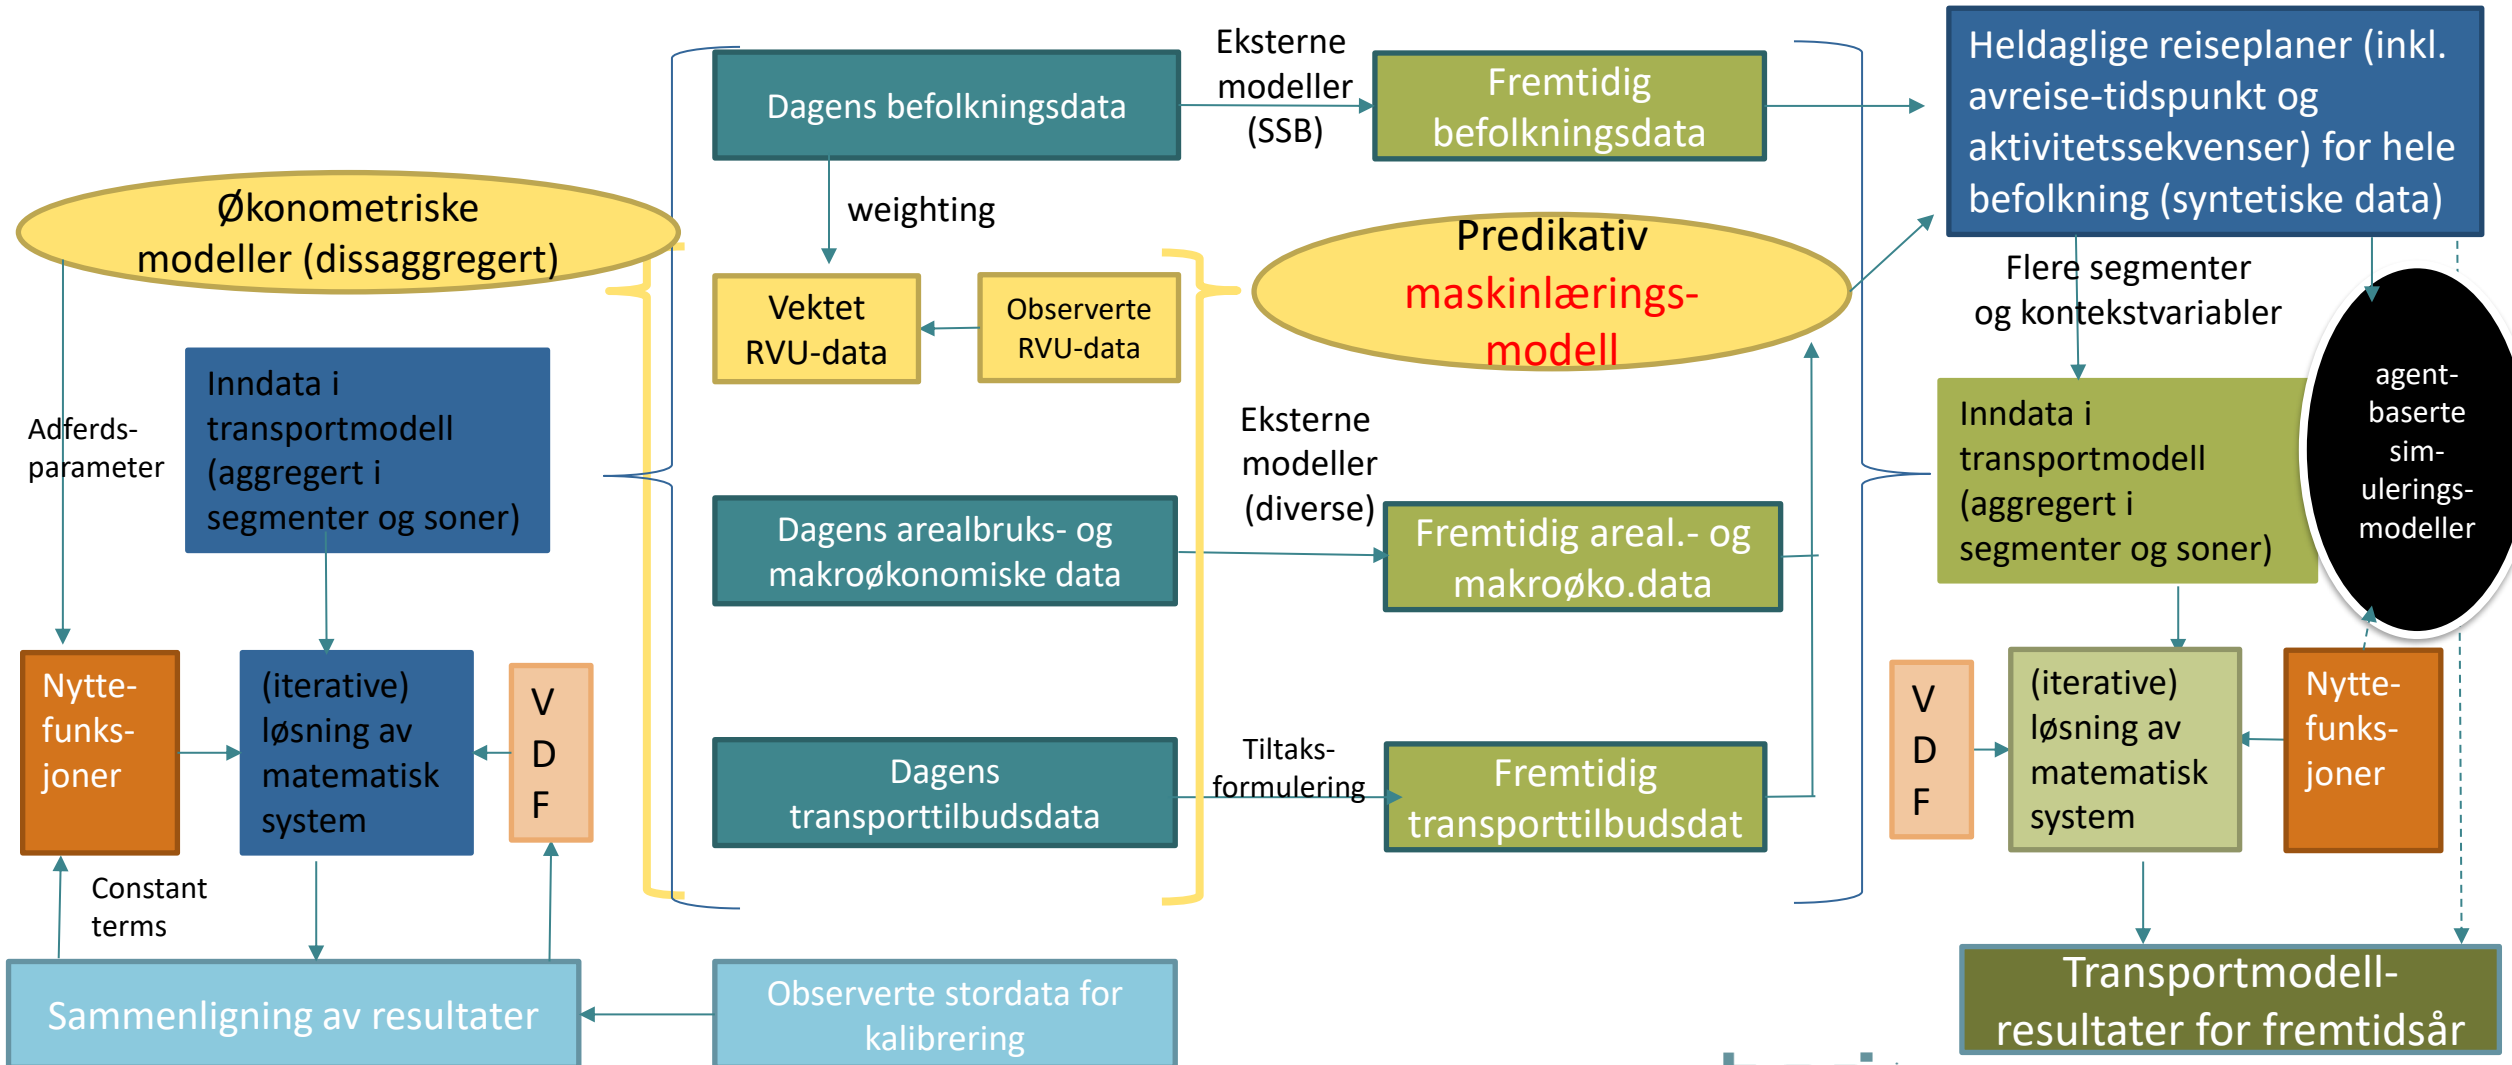 Økonometriske
modeller (dissaggregert)
Adferds-
parameter
Inndata i
transportmodell
(aggregert i
segmenter og soner)
Nytte-
funks-
joner
(iterative)
løsning av
matematisk
system
V
D
F
Constant
terms
Sammenligning av resultater
Dagens befolkningsdata
Eksterne
modeller
(SSB)
Fremtidig
befolkningsdata
weighting
Vektet
RVU-data
Observerte
RVU-data
Predikativ
maskinlærings-
modell
Dagens arealbruks- og
makroøkonomiske data
Eksterne
modeller
(diverse)
Fremtidig areal.- og
makroøko.data
Dagens
transporttilbudsdata
Tiltaks-
formulering
Fremtidig
transporttilbudsdat
Observerte stordata for
kalibrering
Heldaglige reiseplaner (inkl.
avreise-tidspunkt og
aktivitetssekvenser) for hele
befolkning (syntetiske data)
Flere segmenter
og kontekstvariabler
agent-
baserte
sim-
ulerings-
modeller
Inndata i
transportmodell
(aggregert i
segmenter og soner)
V
D
F
(iterative)
løsning av
matematisk
system
Nytte-
funks-
joner
Transportmodell-
resultater for fremtidsår